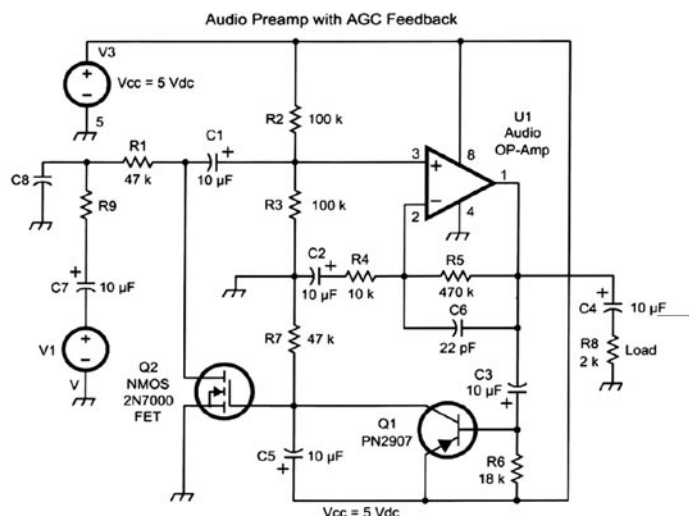 Audio Preamp with AGC Feedback
V3
+
−
Vcc = 5 Vdc
5
R2
100 k
U1
Audio
OP-Amp
R1
47 k
C1
+
10 µF
3
+
8
1
2
−
4
C8
R9
R3
100 k
C2
+
10 µF
R4
10 k
R5
470 k
C6
22 pF
+
C7
10 µF
+
C4
10 µF
R8
2 k
Load
V1
+
−
V
R7
47 k
Q2
NMOS
2N7000
FET
C3
10 µF
+
Q1
PN2907
C5
10 µF
+
R6
18 k
Vcc = 5 Vdc